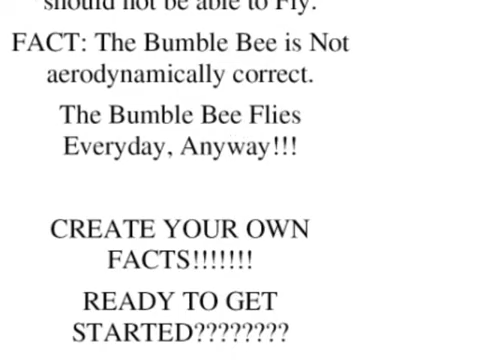 should not be able to Fly.
FACT: The Bumble Bee is Not
aerodynamically correct.
The Bumble Bee Flies
Everyday, Anyway!!!
CREATE YOUR OWN
FACTS!!!!!!!
READY TO GET
STARTED????????